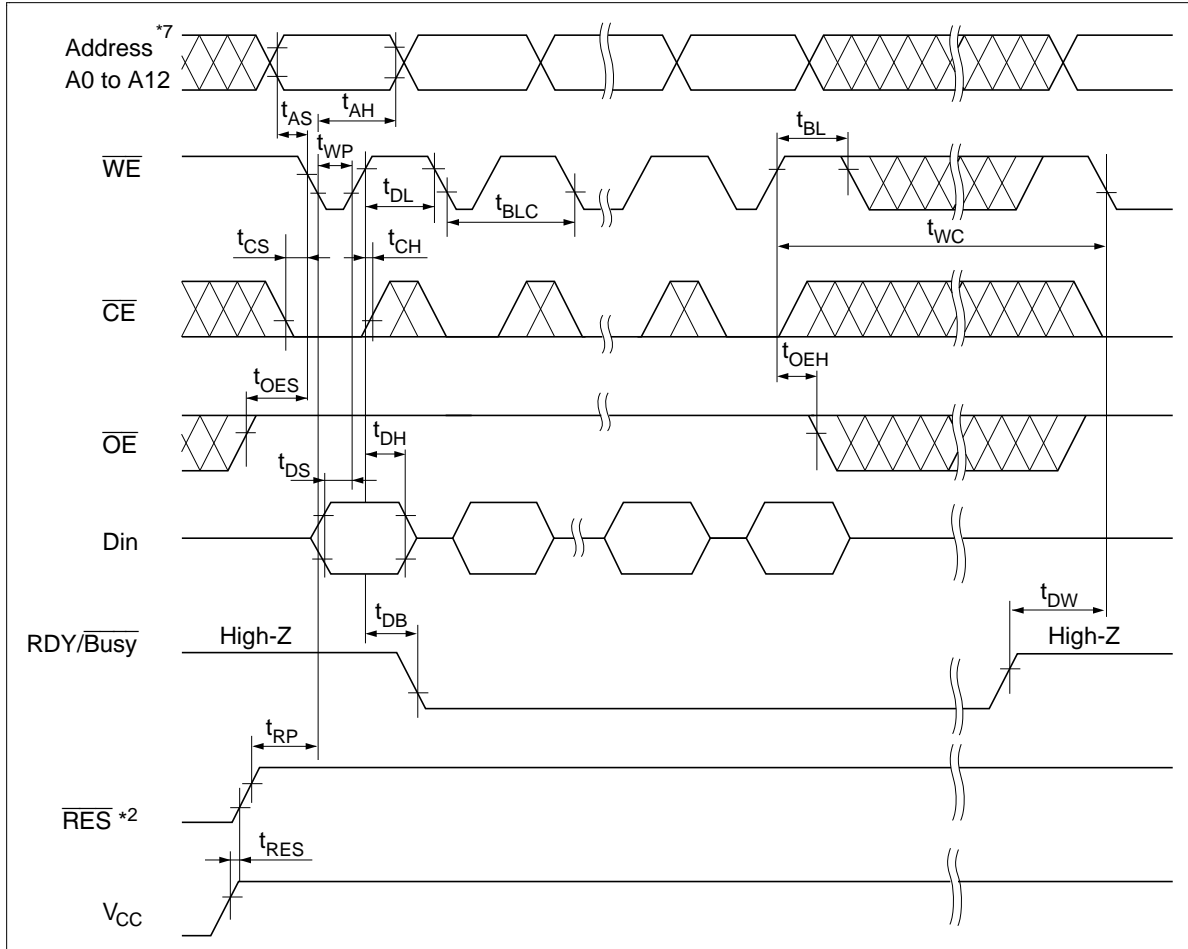 Address *7
A0 to A12
tAS
tAH
tWP
tBL
WE
tDL
tBLC
tWC
tCS
tCH
CE
tOES
tOEH
OE
tDH
tDS
Din
tDB
tDW
RDY/Busy
High-Z
High-Z
tRP
RES *2
tRES
VCC